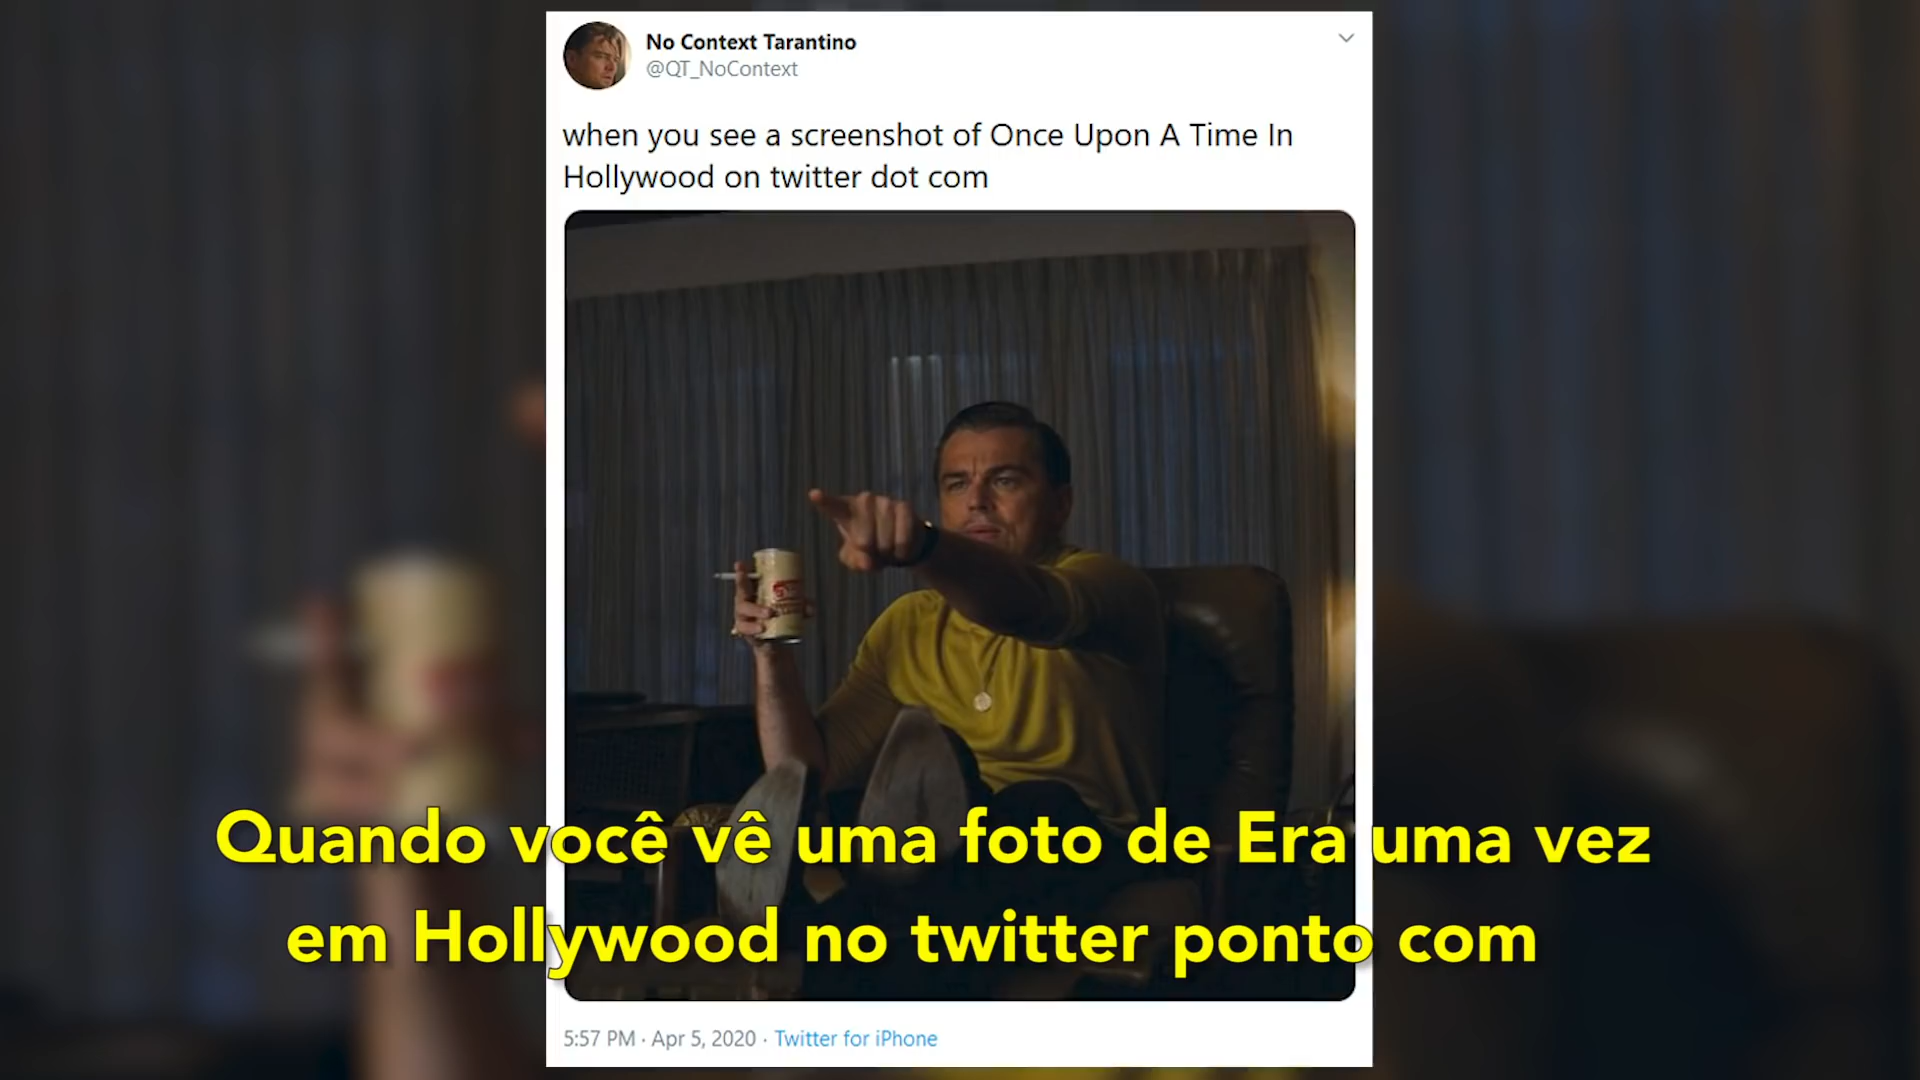 No Context Tarantino
@QT_NoContext
when you see a screenshot of Once Upon A Time In
Hollywood on twitter dot com
Quando você vê uma foto de Era uma vez
em Hollywood no twitter ponto com
5:57 PM · Apr 5, 2020 · Twitter for iPhone